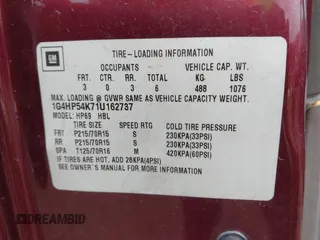 GM
TIRE-LOADING INFORMATION
OCCUPANTS VEHICLE CAP. WT.
FR CTR RR TOTAL KG LBS
3 0 3 6 488 1076
MAX. LOADING @ GVWR SAME AS VEHICLE CAPACITY WEIGHT.
1G4HP54K71U162737
MODEL: HP69 HBL
TIRE SIZE SPEED RTG COLD TIRE PRESSURE
FRT P215/70R15 S 230KPA(33PSI)
RR P215/70R15 S 230KPA(33PSI)
SPA T125/70R16 M 420KPA(60PSI)
IF TIRES ARE HOT, ADD 28KPA(4PSI)
SEE OWNER'S MANUAL FOR MORE INFORMATION
DREAMBID